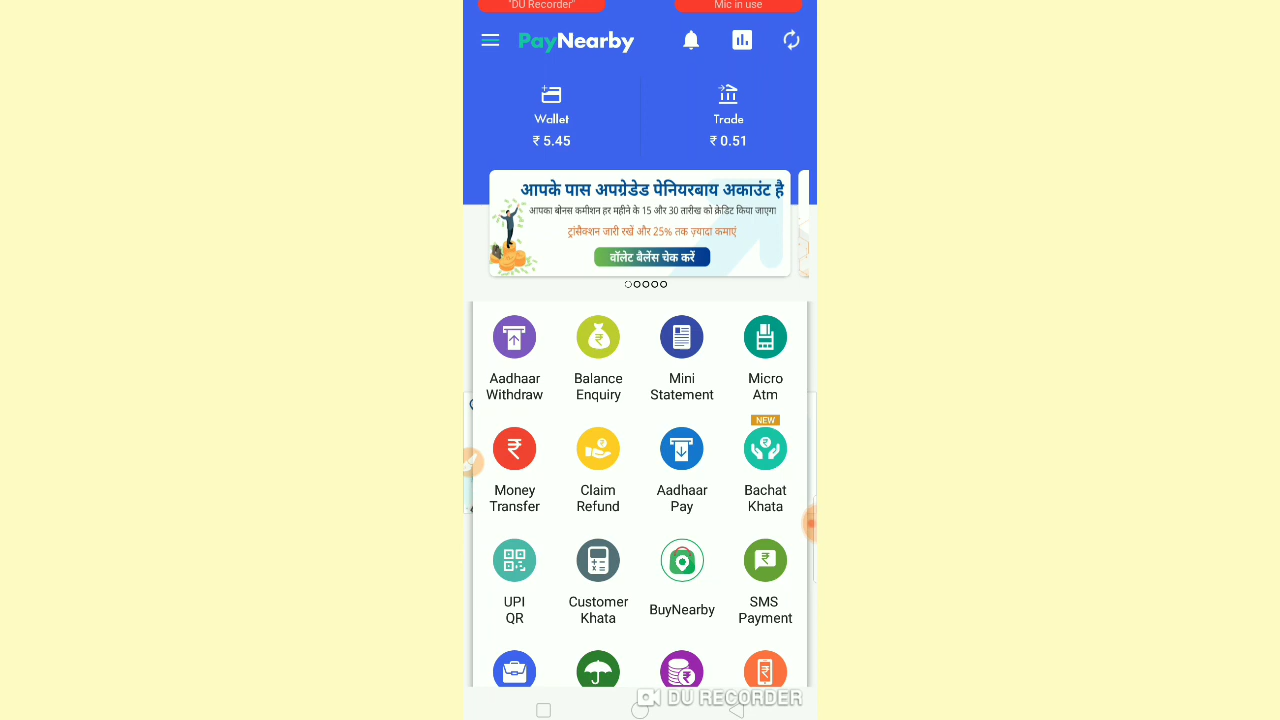 "DU Recorder"
Mic in use
PayNearby
Wallet
Trade
₹ 5.45
₹ 0.51
आपके पास अपग्रेडेड पेनियरबाय अकाउंट है
आपका बोनस कमीशन हर महीने के 15 और 30 तारीख को क्रेडिट किया जाएगा
ट्रांसैक्शन जारी रखें और 25% तक ज़्यादा कमाएं
वॉलेट बैलेंस चेक करें
Aadhaar
Withdraw
Balance
Enquiry
Mini
Statement
Micro
Atm
NEW
Money
Transfer
Claim
Refund
Aadhaar
Pay
Bachat
Khata
UPI
QR
Customer
Khata
BuyNearby
SMS
Payment
DU RECORDER